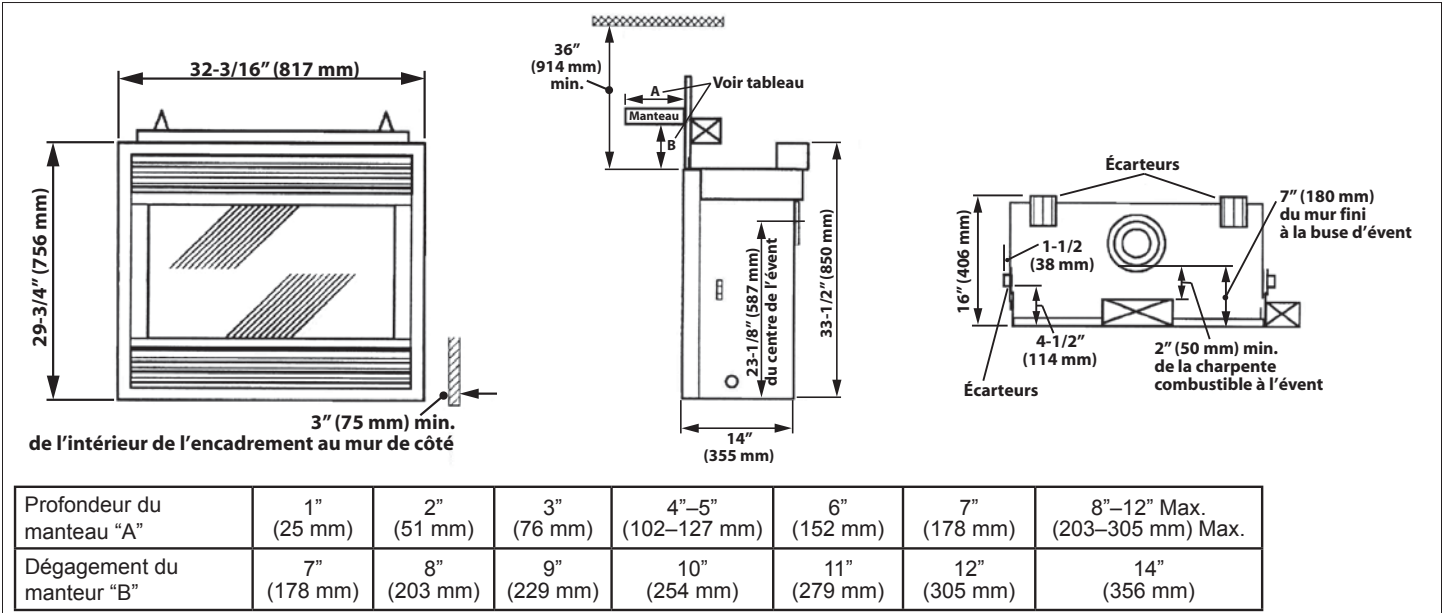 32-3/16” (817 mm)
29-3/4” (756 mm)
3” (75 mm) min.
de l’intérieur de l’encadrement au mur de côté
36”
(914 mm)
min.
A
Voir tableau
Manteau
B
23-1/8” (587 mm)
du centre de l’évent
33-1/2” (850 mm)
14”
(355 mm)
Écarteurs
7” (180 mm)
du mur fini
à la buse d’évent
16” (406 mm)
1-1/2
(38 mm)
4-1/2”
(114 mm)
2” (50 mm) min.
de la charpente
combustible à l’évent
Écarteurs
Profondeur du
manteau “A”
1”
(25 mm)
2”
(51 mm)
3”
(76 mm)
4”–5”
(102–127 mm)
6”
(152 mm)
7”
(178 mm)
8”–12” Max.
(203–305 mm) Max.
Dégagement du
manteur “B”
7”
(178 mm)
8”
(203 mm)
9”
(229 mm)
10”
(254 mm)
11”
(279 mm)
12”
(305 mm)
14”
(356 mm)